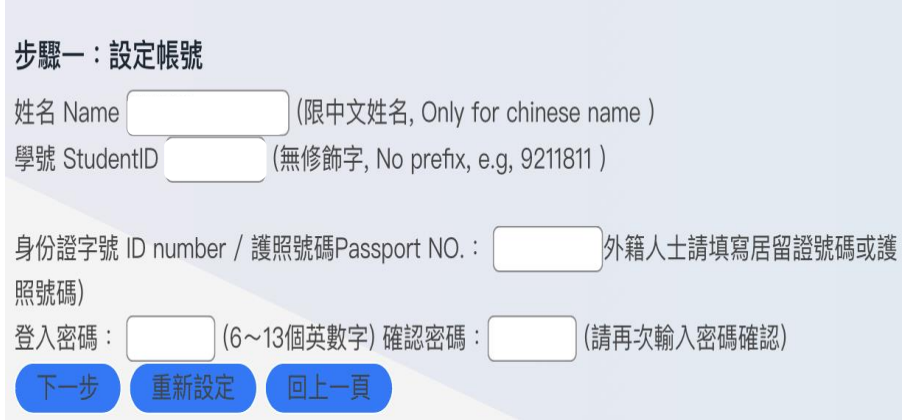 步驟一：設定帳號
姓名 Name (限中文姓名, Only for chinese name )
學號 StudentID (無修飾字, No prefix, e.g, 9211811 )
身份證字號 ID number / 護照號碼Passport NO.： 外籍人士請填寫居留證號碼或護
照號碼)
登入密碼： (6～13個英數字) 確認密碼： (請再次輸入密碼確認)
下一步 重新設定 回上一頁